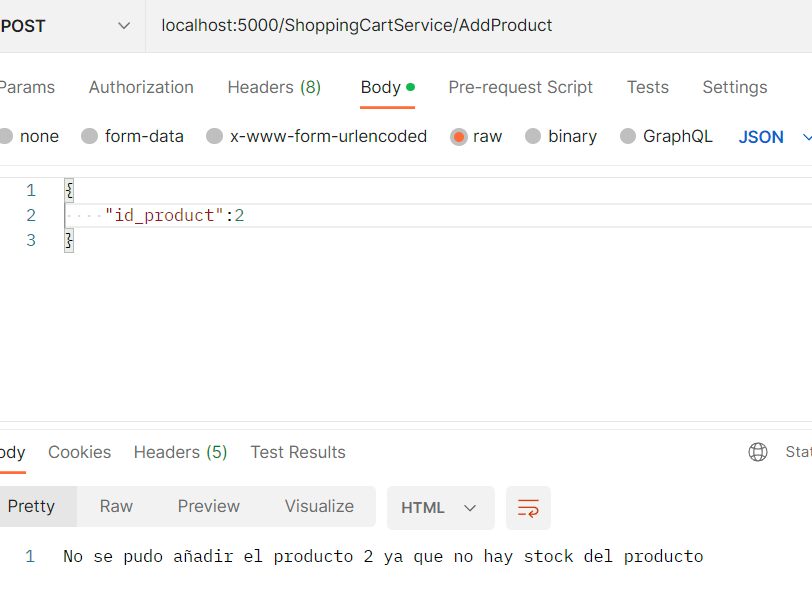 POST localhost:5000/ShoppingCartService/AddProduct
Params Authorization Headers (8) Body Pre-request Script Tests Settings
none form-data x-www-form-urlencoded raw binary GraphQL JSON
1 {
2 "id_product":2
3 }
ody Cookies Headers (5) Test Results Stat
Pretty Raw Preview Visualize HTML
1 No se pudo añadir el producto 2 ya que no hay stock del producto